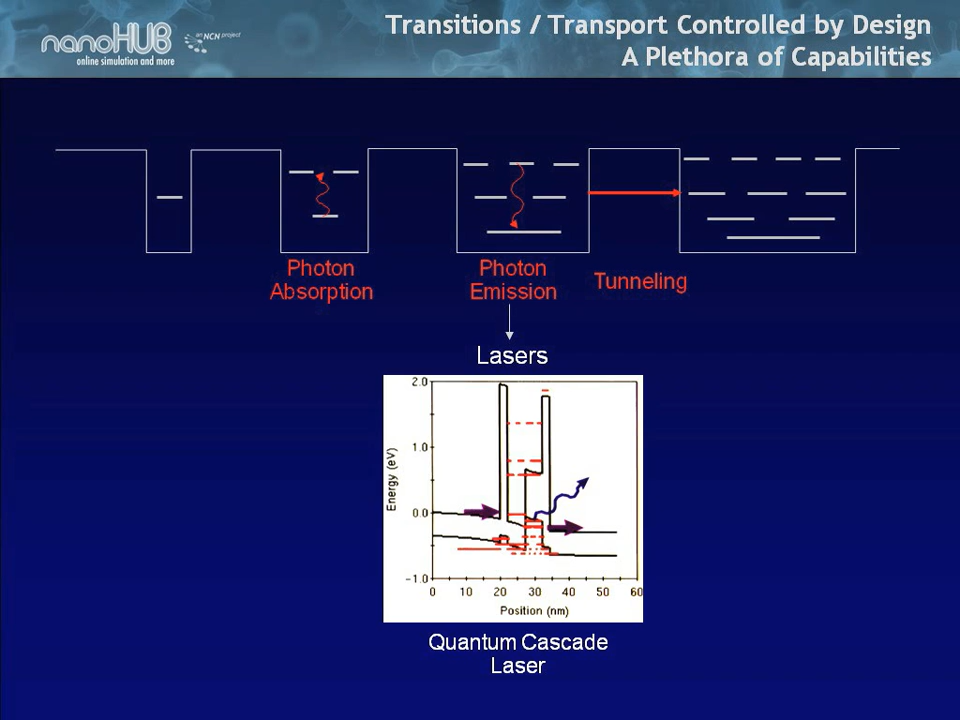 Transitions / Transport Controlled by Design
A Plethora of Capabilities
nanoHUB
an NCN project
online simulation and more
Photon
Absorption
Photon
Emission
Tunneling
Lasers
2.0
1.0
0.0
−1.0
Energy (eV)
0 10 20 30 40 50 60
Position (nm)
Quantum Cascade
Laser